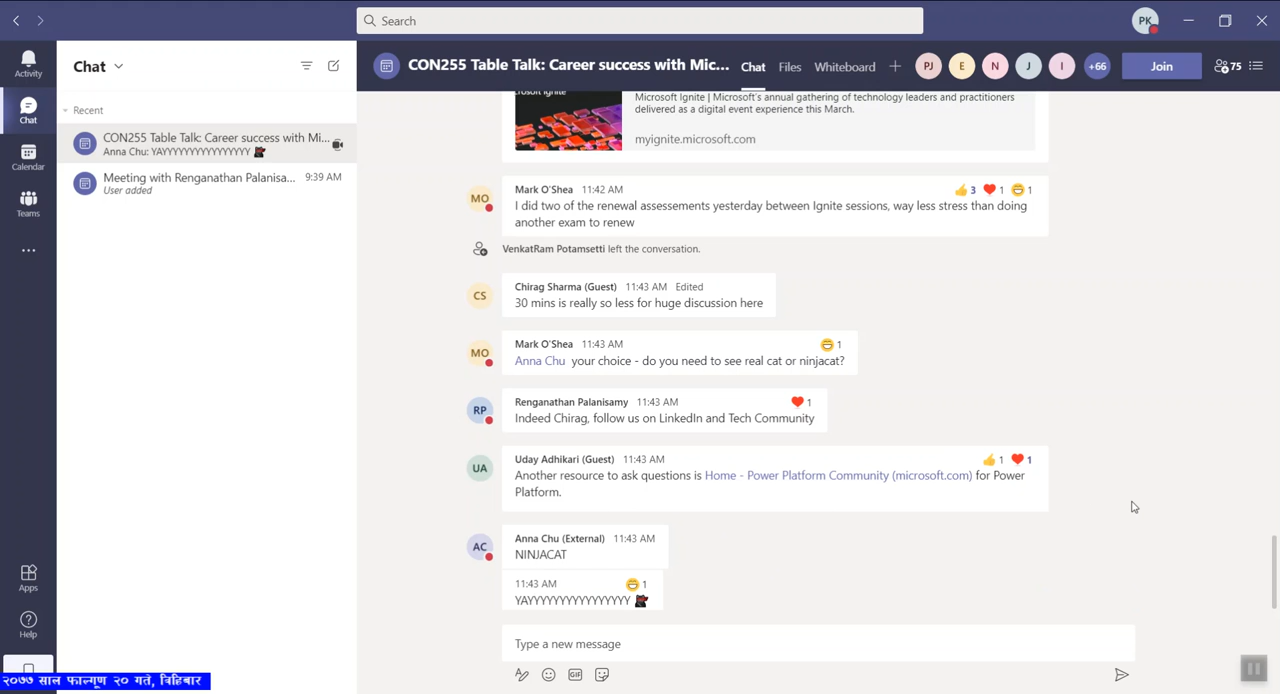 Search
PK
Activity
Chat
Calendar
Teams
Apps
Help
Chat
Recent
CON255 Table Talk: Career success with Mi...
Anna Chu: YAYYYYYYYYYYYYYYY
Meeting with Renganathan Palanisa...
9:39 AM
User added
CON255 Table Talk: Career success with Mic...
Chat
Files
Whiteboard
PJ
E
N
J
I
+66
Join
75
Microsoft Ignite | Microsoft's annual gathering of technology leaders and practitioners
delivered as a digital event experience this March.
myignite.microsoft.com
MO
Mark O'Shea 11:42 AM
3 1 1
I did two of the renewal assessements yesterday between Ignite sessions, way less stress than doing
another exam to renew
VenkatRam Potamsetti left the conversation.
CS
Chirag Sharma (Guest) 11:43 AM Edited
30 mins is really so less for huge discussion here
MO
Mark O'Shea 11:43 AM
1
Anna Chu your choice - do you need to see real cat or ninjacat?
RP
Renganathan Palanisamy 11:43 AM
1
Indeed Chirag, follow us on LinkedIn and Tech Community
UA
Uday Adhikari (Guest) 11:43 AM
1 1
Another resource to ask questions is Home - Power Platform Community (microsoft.com) for Power
Platform.
AC
Anna Chu (External) 11:43 AM
NINJACAT
11:43 AM
1
YAYYYYYYYYYYYYYYY
Type a new message
GIF
२०७७ साल फाल्गूण २० गते, विहिबार